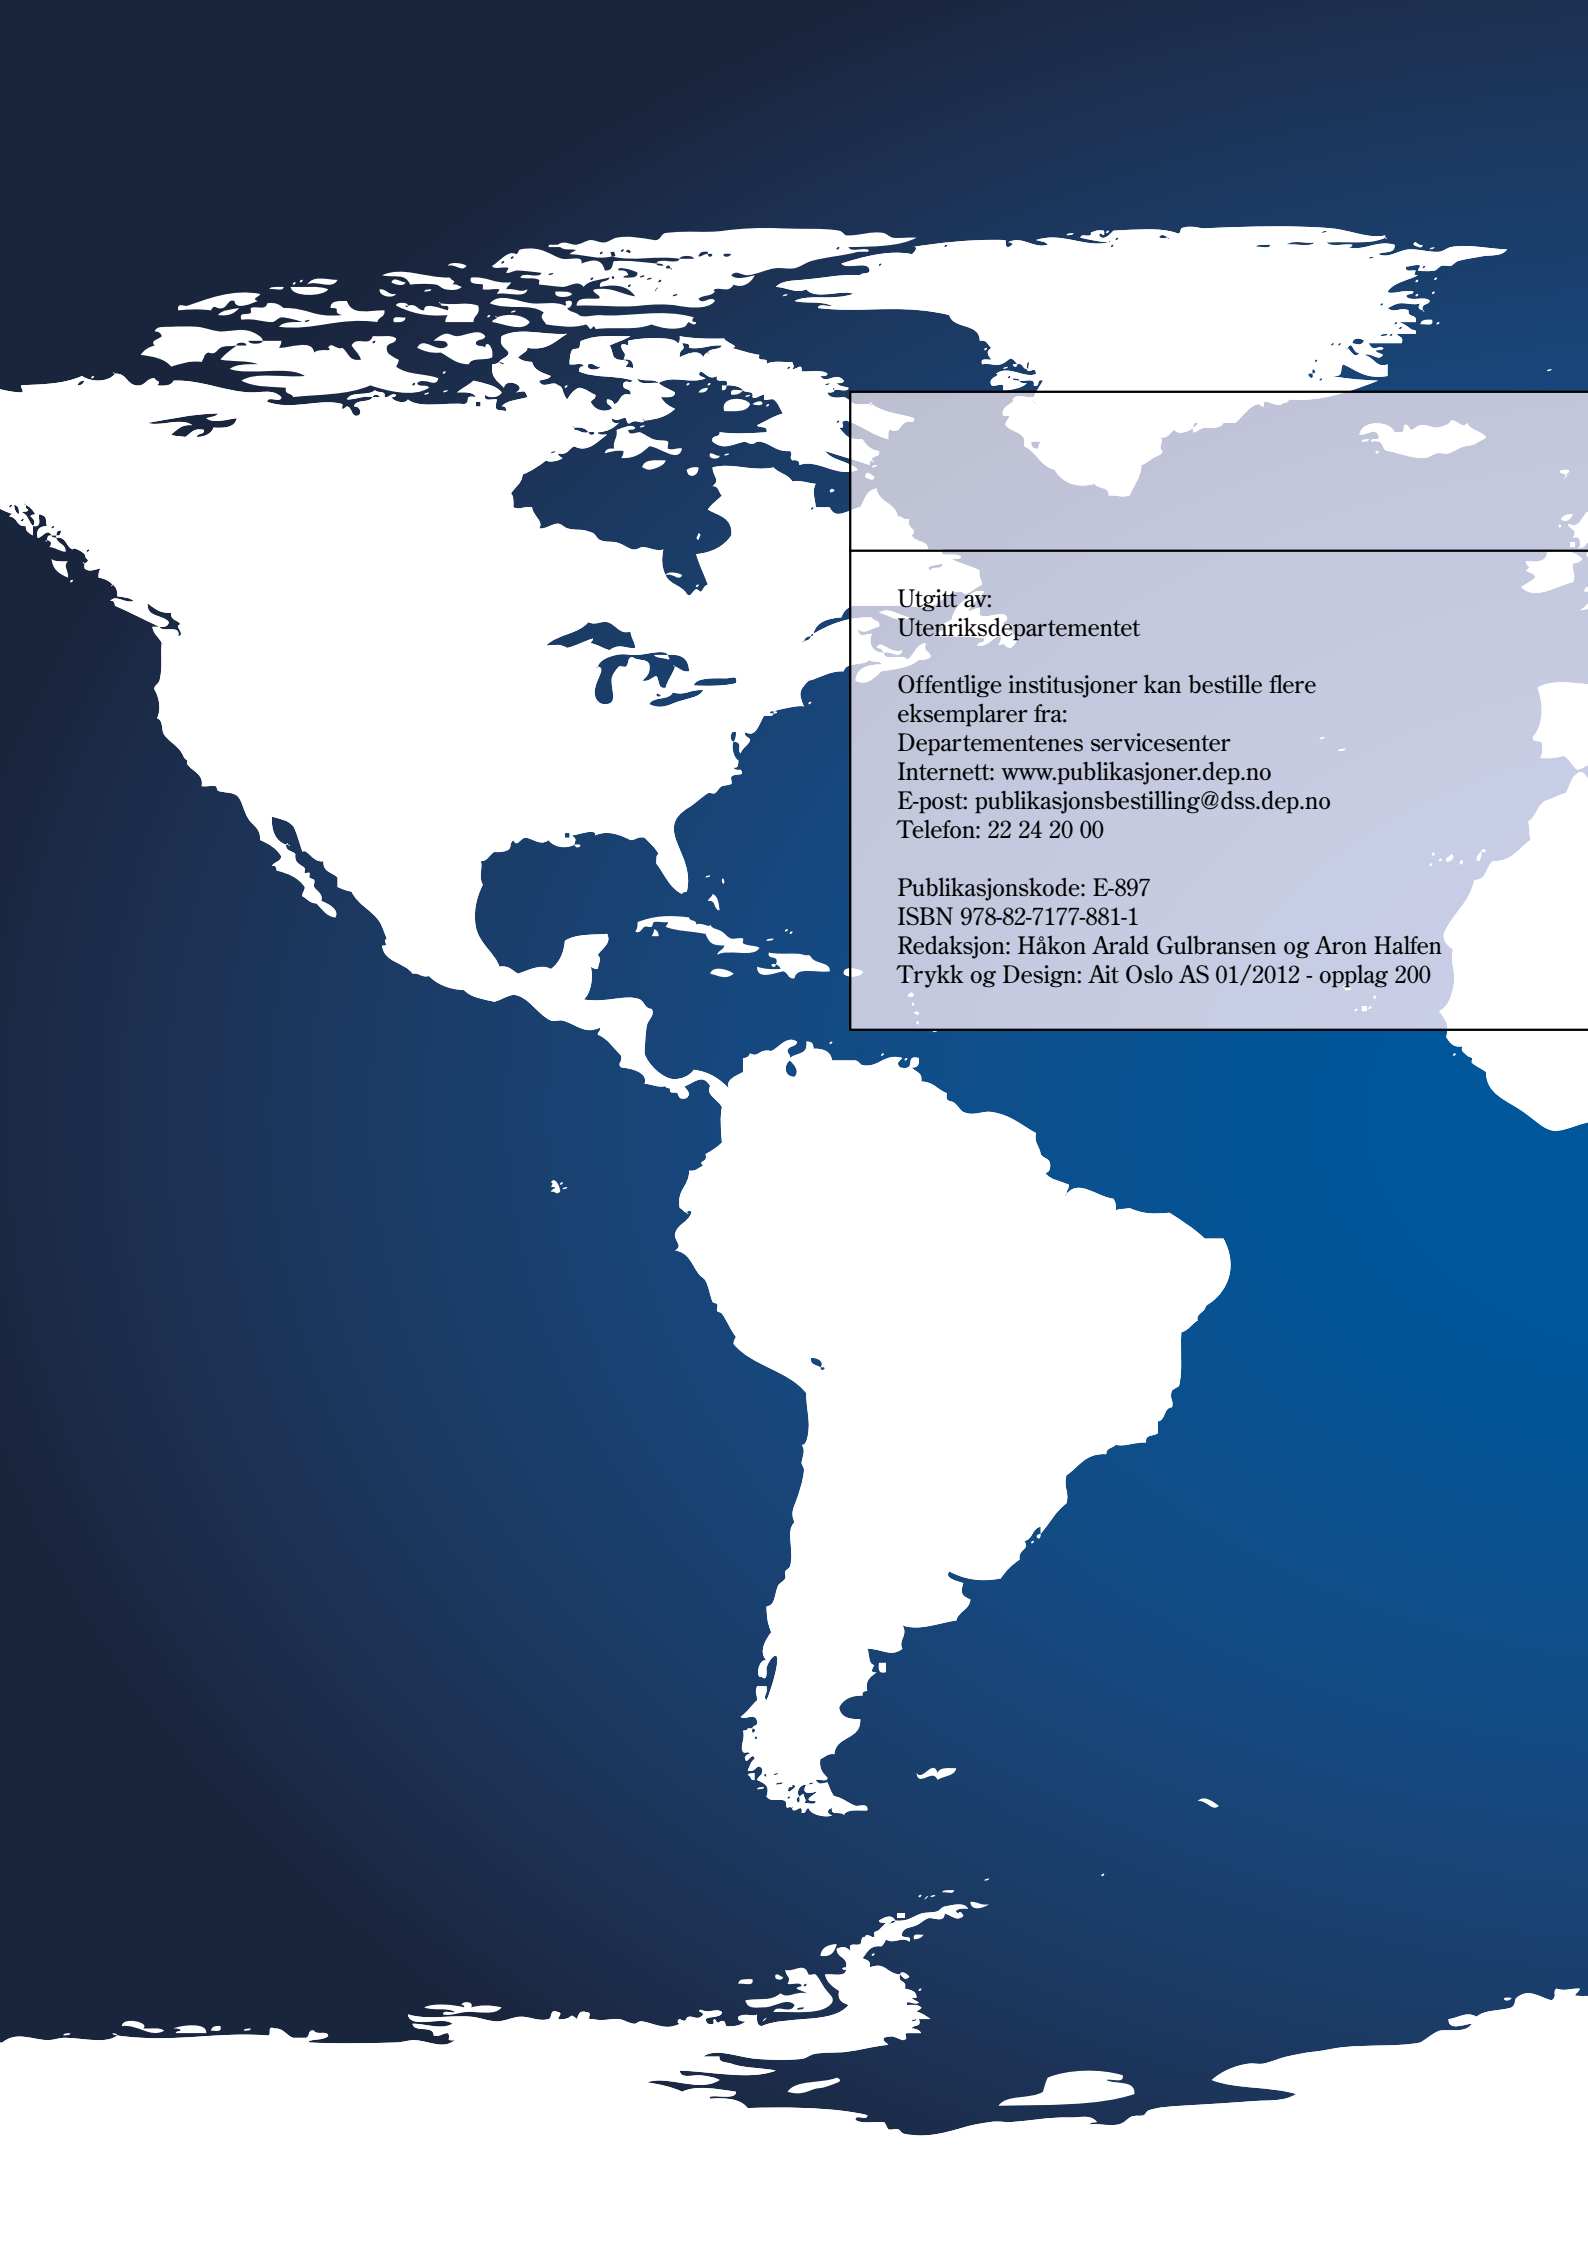 Utgitt av:
Utenriksdepartementet
Offentlige institusjoner kan bestille flere
eksemplarer fra:
Departementenes servicesenter
Internett: www.publikasjoner.dep.no
E-post: publikasjonsbestilling@dss.dep.no
Telefon: 22 24 20 00
Publikasjonskode: E-897
ISBN 978-82-7177-881-1
Redaksjon: Håkon Arald Gulbransen og Aron Halfen
Trykk og Design: Ait Oslo AS 01/2012 - opplag 200